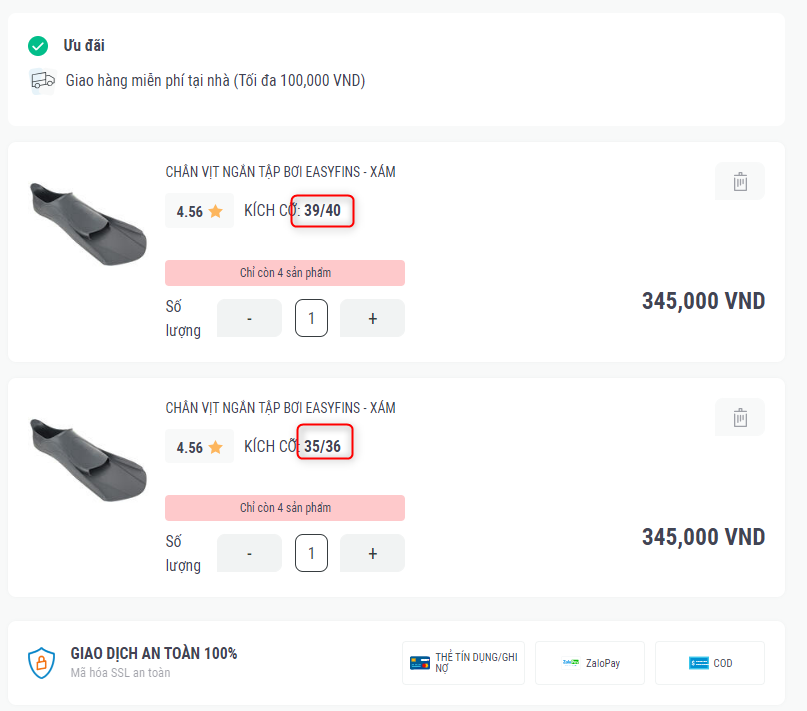 Ưu đãi
Giao hàng miễn phí tại nhà (Tối đa 100,000 VND)
CHÂN VỊT NGẮN TẬP BƠI EASYFINS - XÁM
4.56 KÍCH CỠ: 39/40
Chỉ còn 4 sản phẩm
345,000 VND
Số
lượng
- 1 +
CHÂN VỊT NGẮN TẬP BƠI EASYFINS - XÁM
4.56 KÍCH CỠ: 35/36
Chỉ còn 4 sản phẩm
345,000 VND
Số
lượng
- 1 +
GIAO DỊCH AN TOÀN 100%
Mã hóa SSL an toàn
THẺ TÍN DỤNG/GHI
NỢ
ZaloPay
COD